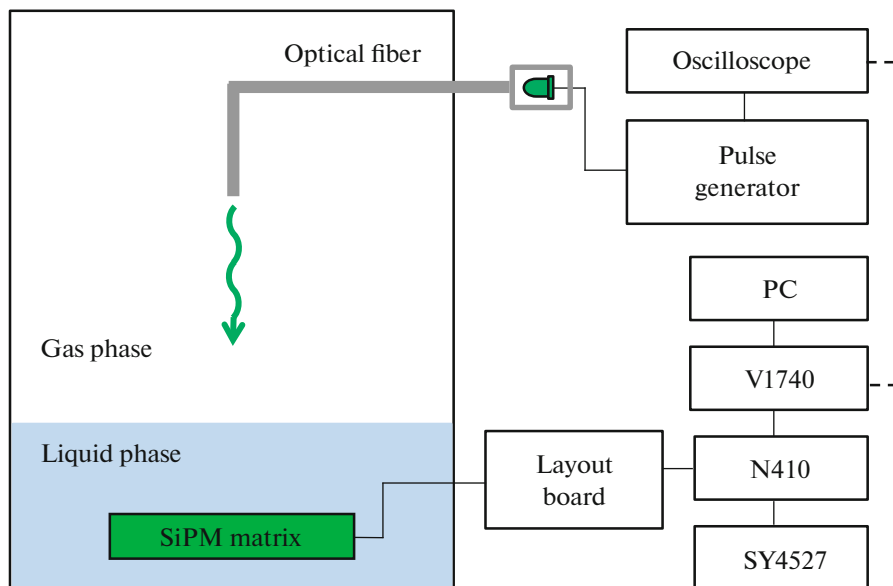 Optical fiber
Oscilloscope
Pulse
generator
PC
Gas phase
V1740
Liquid phase
Layout
board
N410
SiPM matrix
SY4527